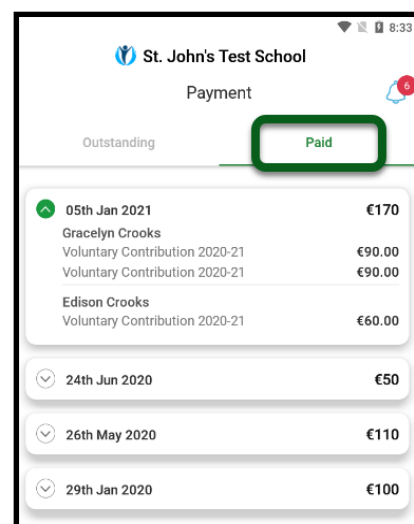 8:33
St. John's Test School
Payment
6
Outstanding Paid
05th Jan 2021 €170
Gracelyn Crooks
Voluntary Contribution 2020-21 €90.00
Voluntary Contribution 2020-21 €90.00
Edison Crooks
Voluntary Contribution 2020-21 €60.00
24th Jun 2020 €50
26th May 2020 €110
29th Jan 2020 €100